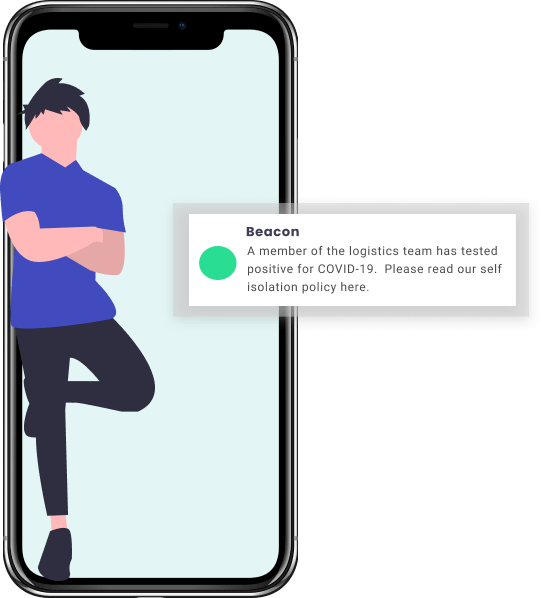 Beacon
A member of the logistics team has tested
positive for COVID-19. Please read our self
isolation policy here.